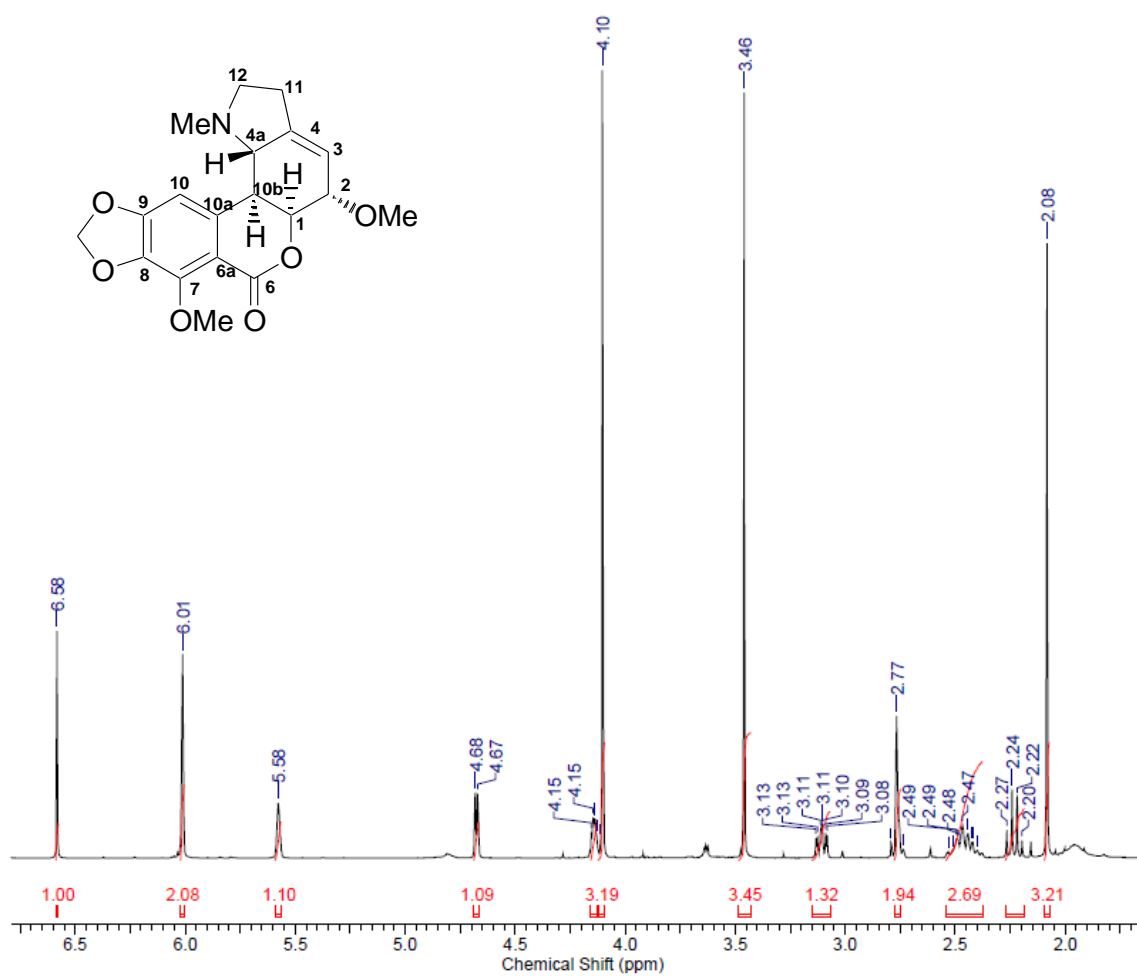 4.10
3.46
2.08
12
11
MeN
4a
4
3
H
H
2
10
10b
9
10a
1
OMe
O
H
O
O
8
6a
7
6
OMe
O
6.58
6.01
5.58
4.68
4.67
4.15
4.15
3.13
3.13
3.11
3.11
3.10
3.09
3.08
2.77
2.49
2.49
2.48
2.47
2.27
2.24
2.22
2.20
1.00 2.08 1.10 1.09 3.19 3.45 1.32 1.94 2.69 3.21
6.5 6.0 5.5 5.0 4.5 4.0 3.5 3.0 2.5 2.0
Chemical Shift (ppm)